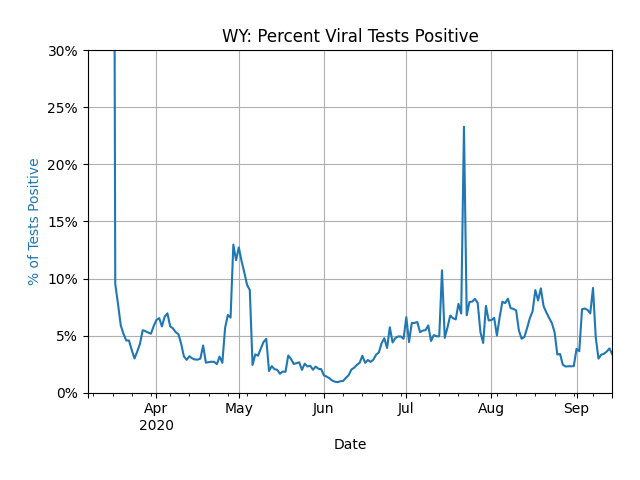 WY: Percent Viral Tests Positive
30%
25%
20%
15%
10%
5%
0%
% of Tests Positive
Apr
2020
May
Jun
Jul
Aug
Sep
Date